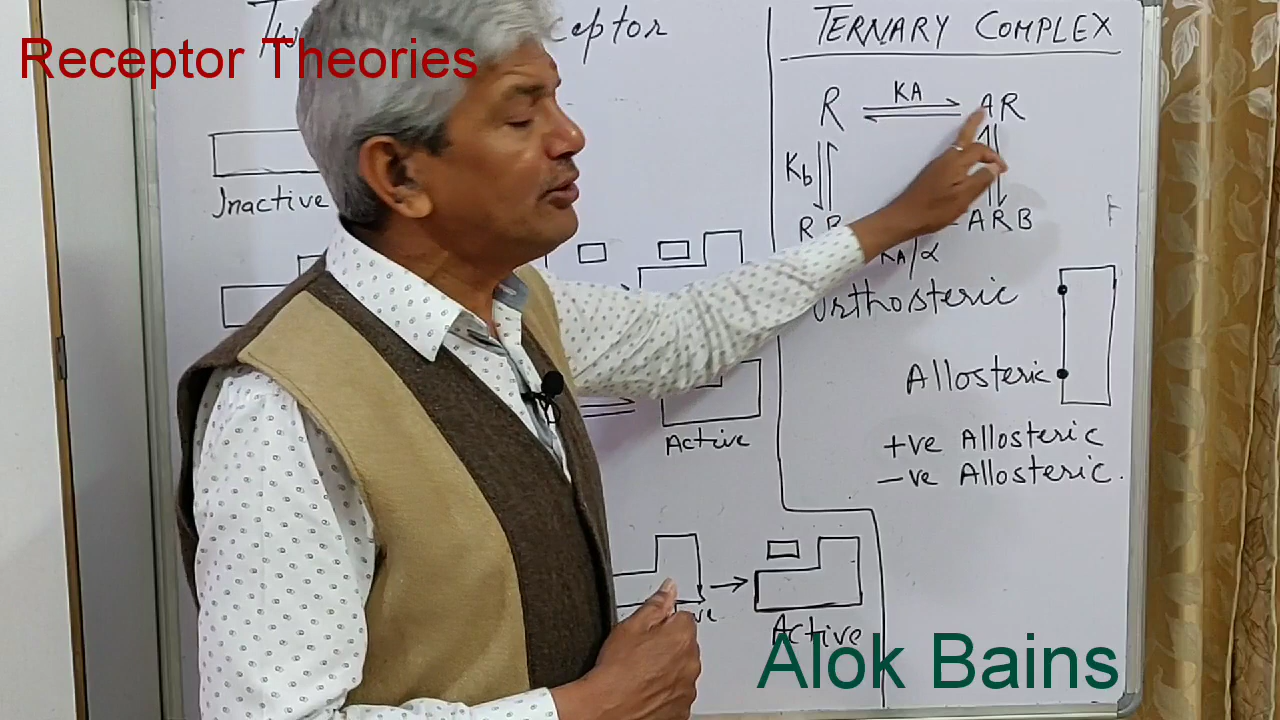 Receptor Theories
Tw
ceptor
Inactive
Active
Active
TERNARY COMPLEX
R KA AR
Kb
R ARB
KA/α
Orthosteric
Allosteric
+ve Allosteric
-ve Allosteric.
Alok Bains